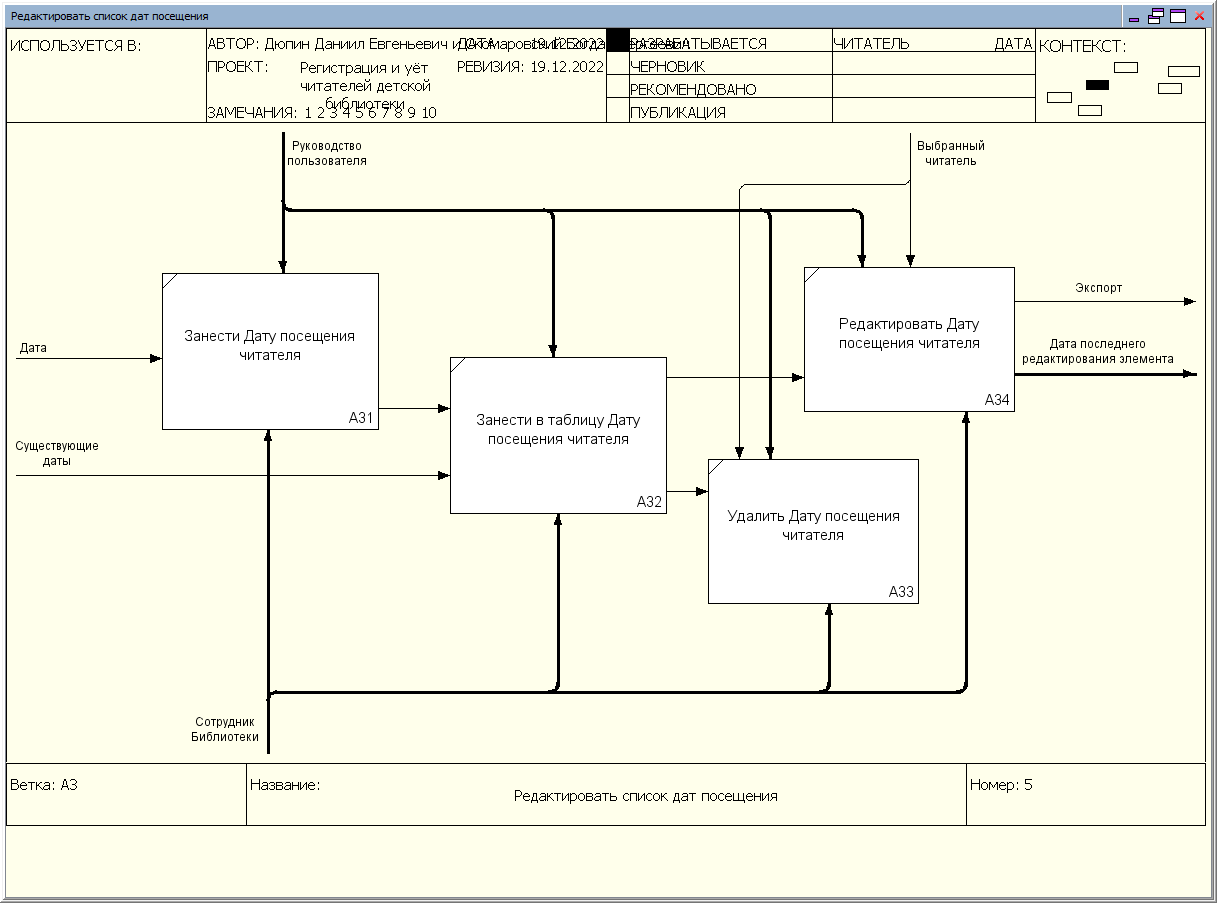 Редактировать список дат посещения
ИСПОЛЬЗУЕТСЯ В:
АВТОР: Дюпин Даниил Евгеньевич и
ДАТА: 19.12.2022
РАЗРАБАТЫВАЕТСЯ
ЧИТАТЕЛЬ
ДАТА
КОНТЕКСТ:
ПРОЕКТ:
Регистрация и уёт
читателей детской
библиотеки
РЕВИЗИЯ: 19.12.2022
ЧЕРНОВИК
РЕКОМЕНДОВАНО
ЗАМЕЧАНИЯ: 1 2 3 4 5 6 7 8 9 10
ПУБЛИКАЦИЯ
Руководство
пользователя
Выбранный
читатель
Занести Дату посещения
читателя
A31
Дата
Редактировать Дату
посещения читателя
A34
Экспорт
Дата последнего
редактирования элемента
Существующие
даты
Занести в таблицу Дату
посещения читателя
A32
Удалить Дату посещения
читателя
A33
Сотрудник
Библиотеки
Ветка: A3
Название:
Редактировать список дат посещения
Номер: 5